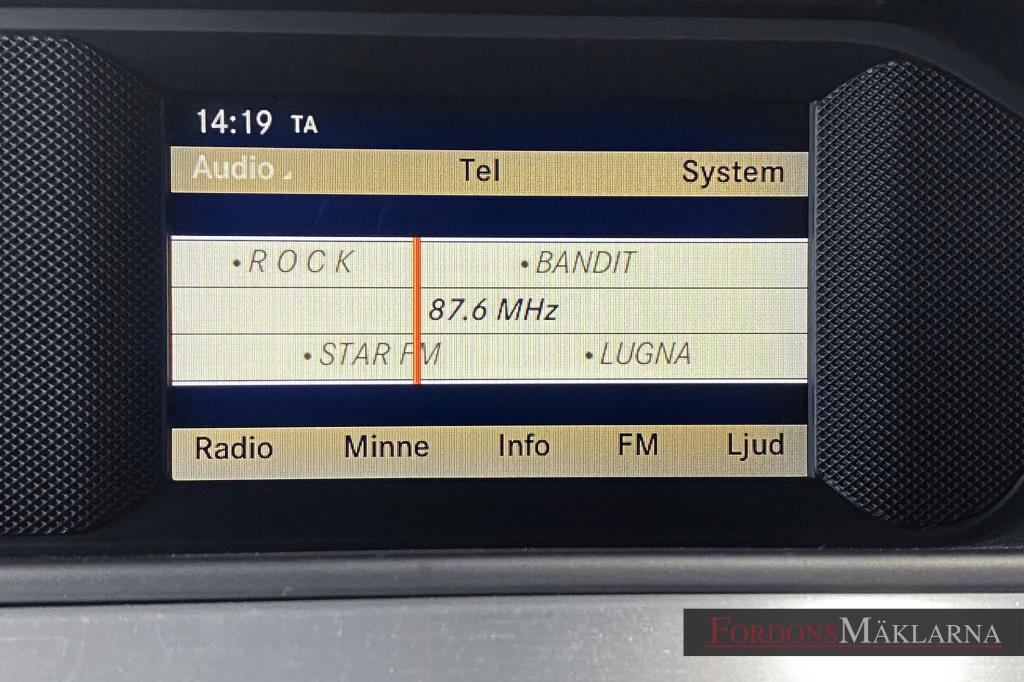 14:19 TA
Audio Tel System
•ROCK •BANDIT
87.6 MHz
•STAR FM •LUGNA
Radio Minne Info FM Ljud
FORDONSMÄKLARNA